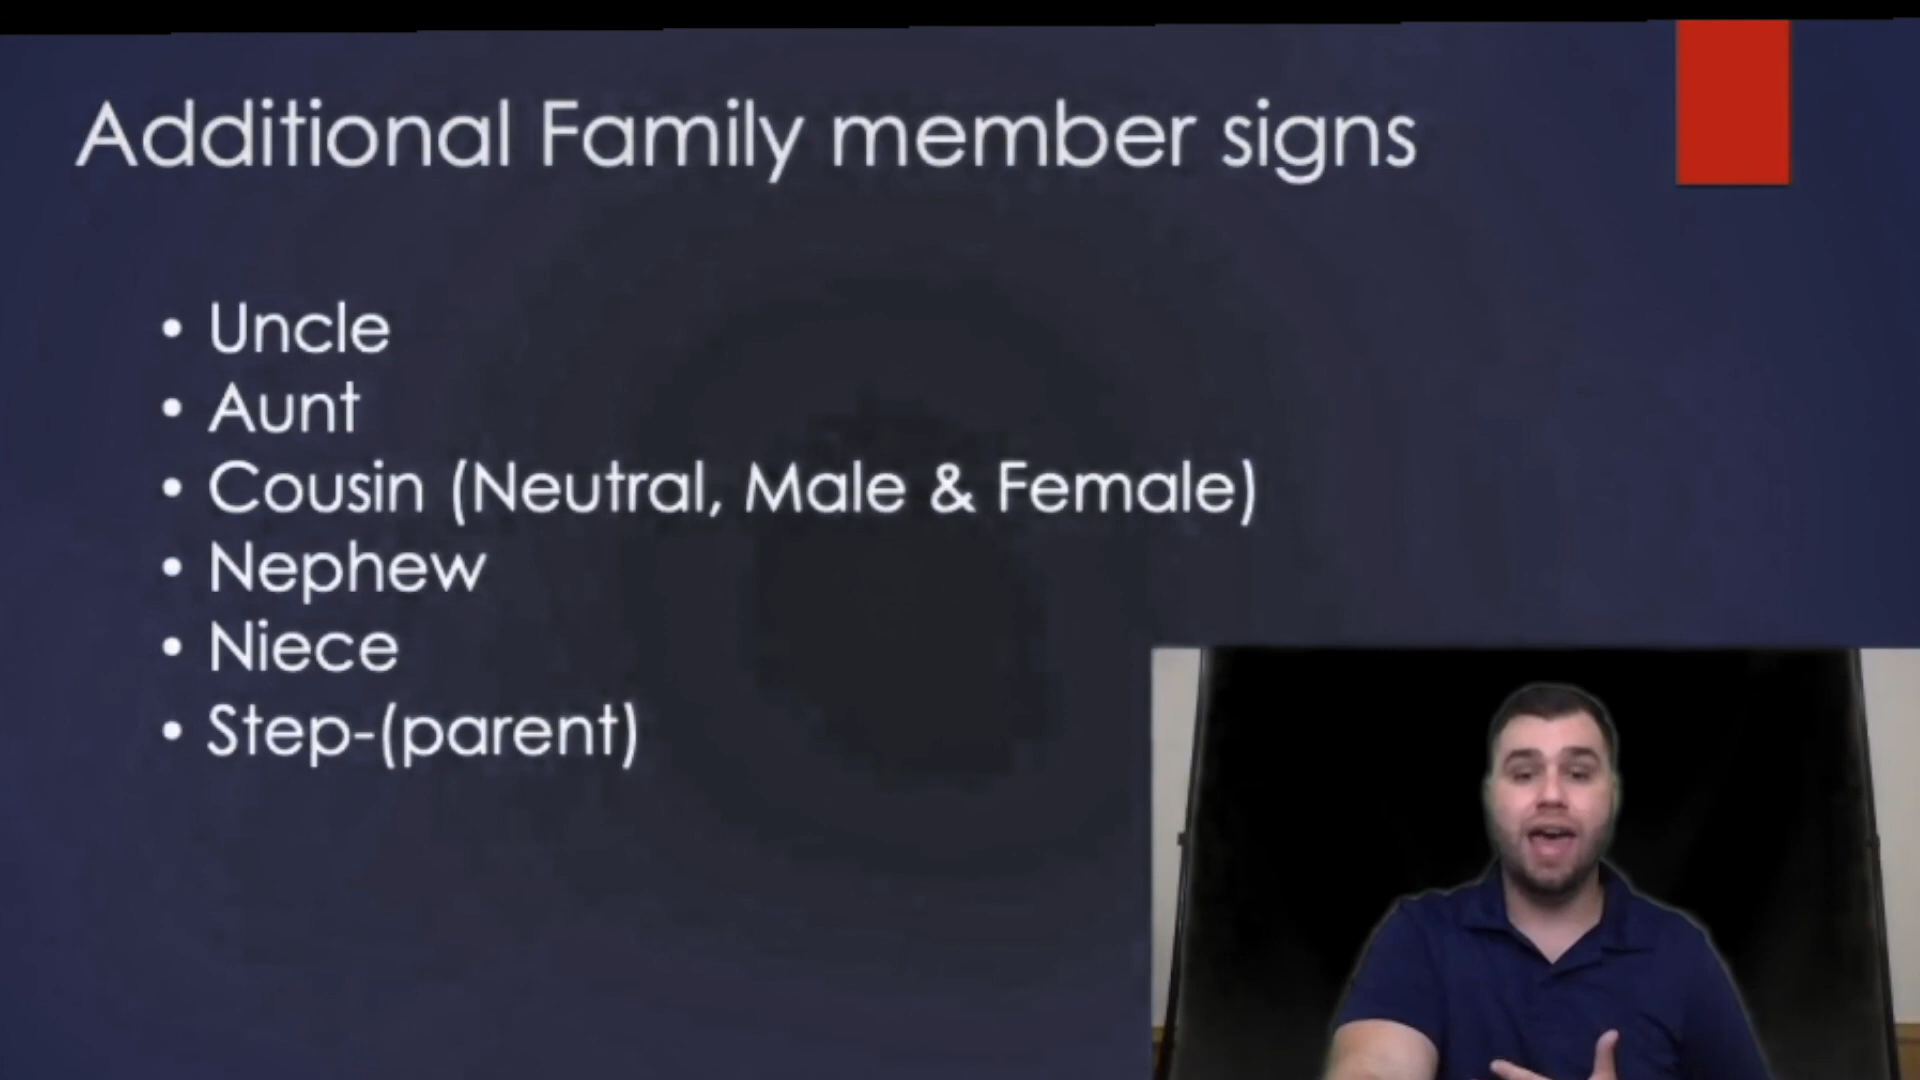 Additional Family member signs
• Uncle
• Aunt
• Cousin (Neutral, Male & Female)
• Nephew
• Niece
• Step-(parent)